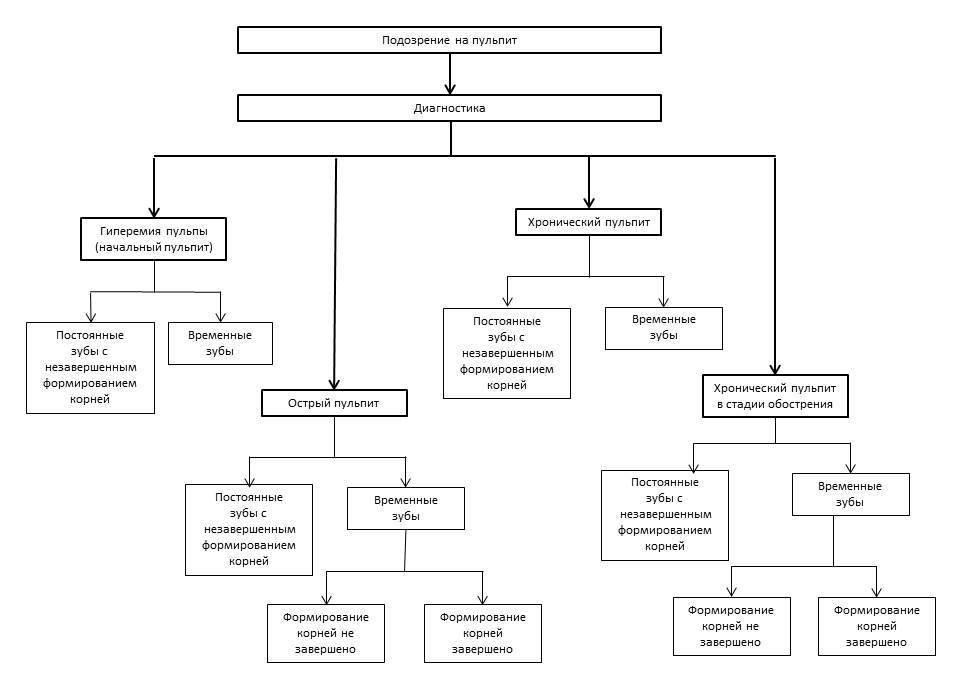 Подозрение на пульпит
Диагностика
Гиперемия пульпы
(начальный пульпит)
Постоянные
зубы с
незавершенным
формированием
корней
Временные
зубы
Острый пульпит
Постоянные
зубы с
незавершенным
формированием
корней
Временные
зубы
Формирование
корней не
завершено
Формирование
корней
завершено
Хронический пульпит
Постоянные
зубы с
незавершенным
формированием
корней
Временные
зубы
Хронический пульпит
в стадии обострения
Постоянные
зубы с
незавершенным
формированием
корней
Временные
зубы
Формирование
корней не
завершено
Формирование
корней
завершено